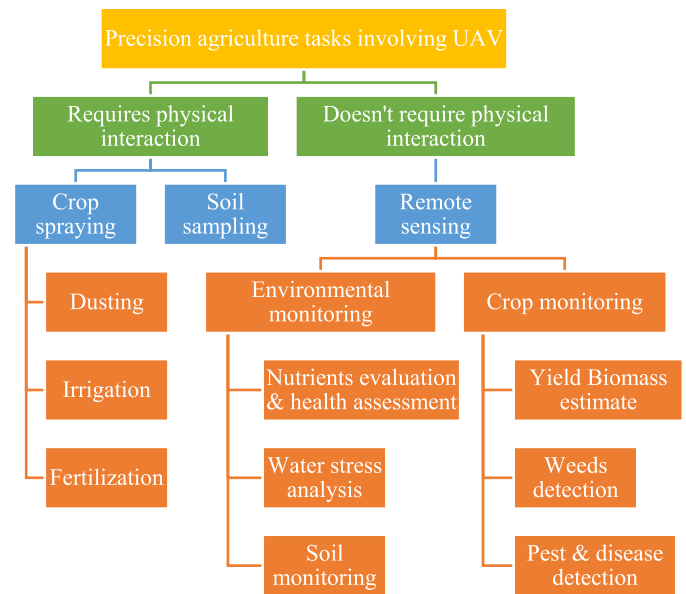 Precision agriculture tasks involving UAV
Requires physical
interaction
Doesn't require physical
interaction
Crop
spraying
Soil
sampling
Remote
sensing
Dusting
Irrigation
Fertilization
Environmental
monitoring
Nutrients evaluation
& health assessment
Water stress
analysis
Soil
monitoring
Crop monitoring
Yield Biomass
estimate
Weeds
detection
Pest & disease
detection